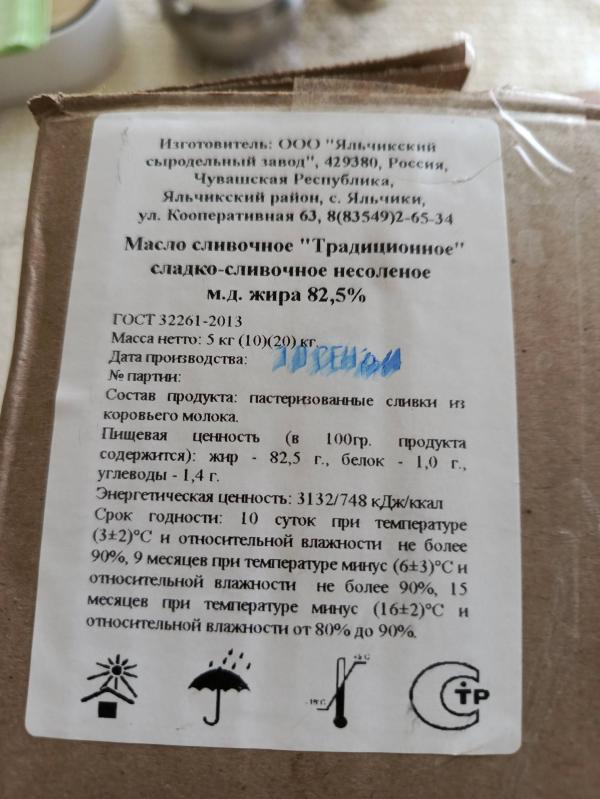 Изготовитель: ООО "Яльчикский
сыродельный завод", 429380, Россия,
Чувашская Республика,
Яльчикский район, с. Яльчики,
ул. Кооперативная 63, 8(83549)2-65-34
Масло сливочное "Традиционное"
сладко-сливочное несоленое
м.д. жира 82,5%
ГОСТ 32261-2013
Масса нетто: 5 кг (10)(20) кг.
Дата производства:
№ партии:
Состав продукта: пастеризованные сливки из
коровьего молока.
Пищевая ценность (в 100гр. продукта
содержится): жир - 82,5 г., белок - 1,0 г.,
углеводы - 1,4 г.
Энергетическая ценность: 3132/748 кДж/ккал
Срок годности: 10 суток при температуре
(3±2)°С и относительной влажности не более
90%, 9 месяцев при температуре минус (6±3)°С и
относительной влажности не более 90%, 15
месяцев при температуре минус (16±2)°С и
относительной влажности от 80% до 90%.
СТР